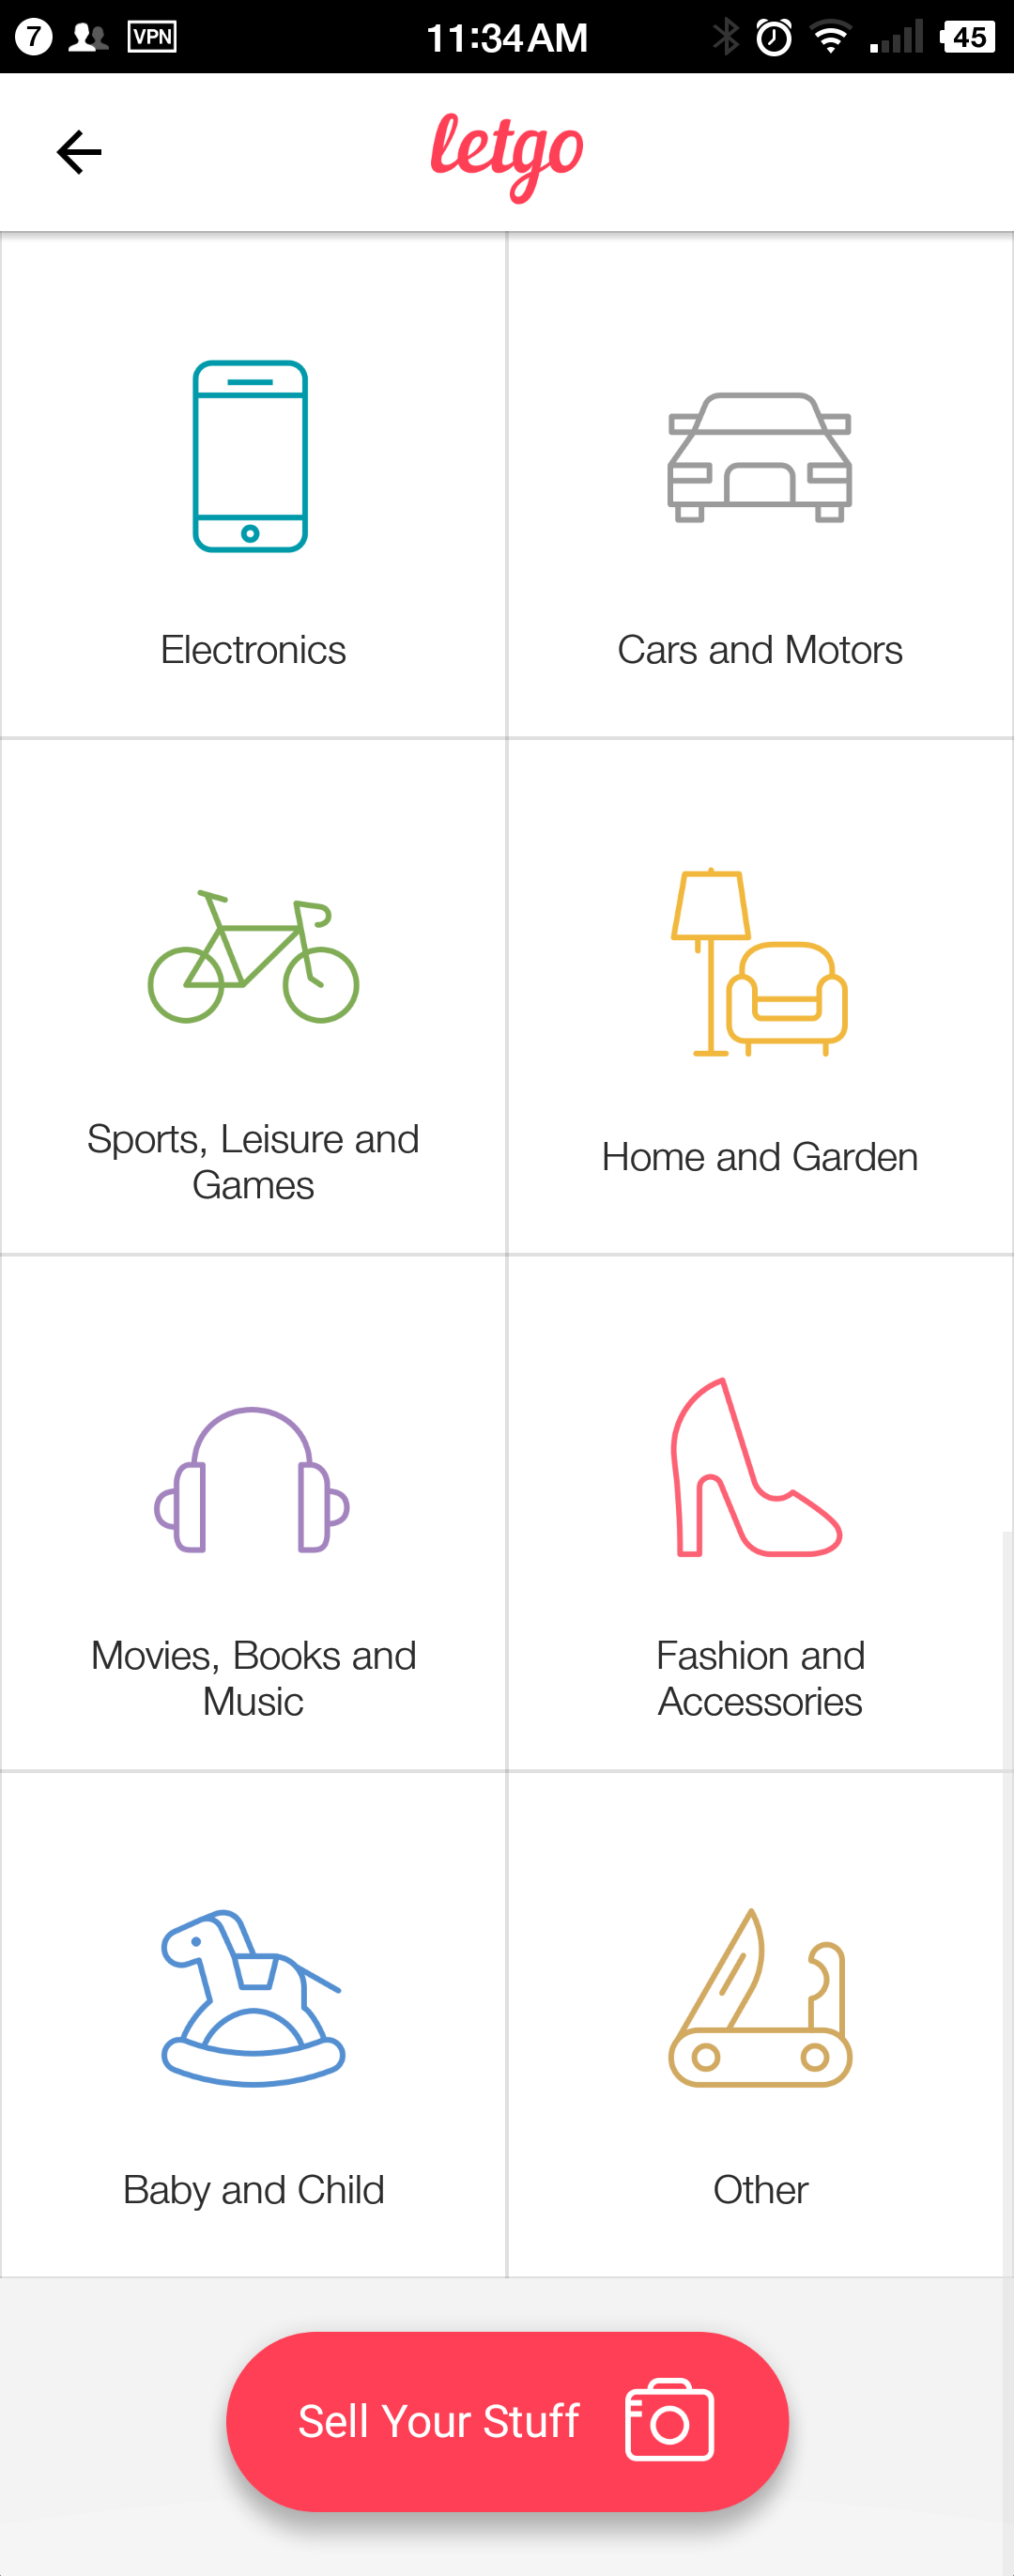 7 VPN 11:34 AM 45
letgo
Electronics
Cars and Motors
Sports, Leisure and
Games
Home and Garden
Movies, Books and
Music
Fashion and
Accessories
Baby and Child
Other
Sell Your Stuff